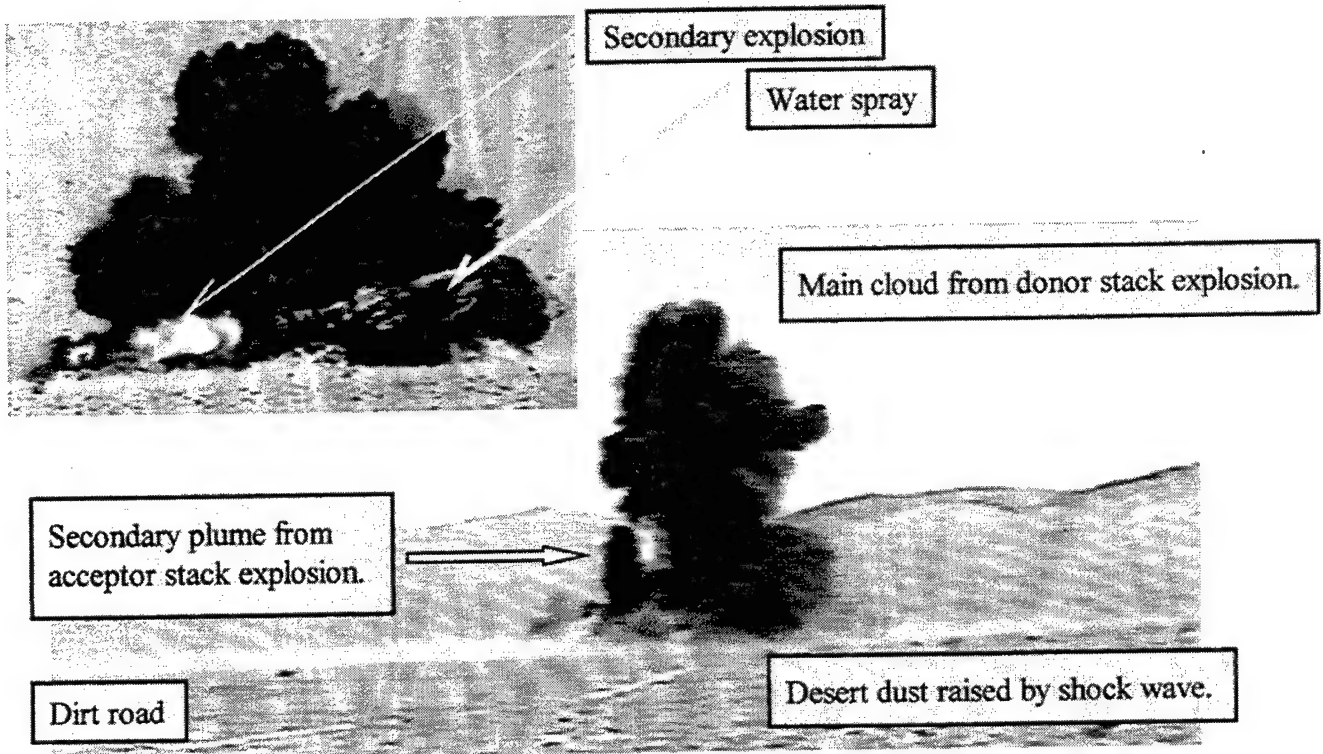 Secondary explosion
Water spray
Main cloud from donor stack explosion.
Secondary plume from
acceptor stack explosion.
Desert dust raised by shock wave.
Dirt road